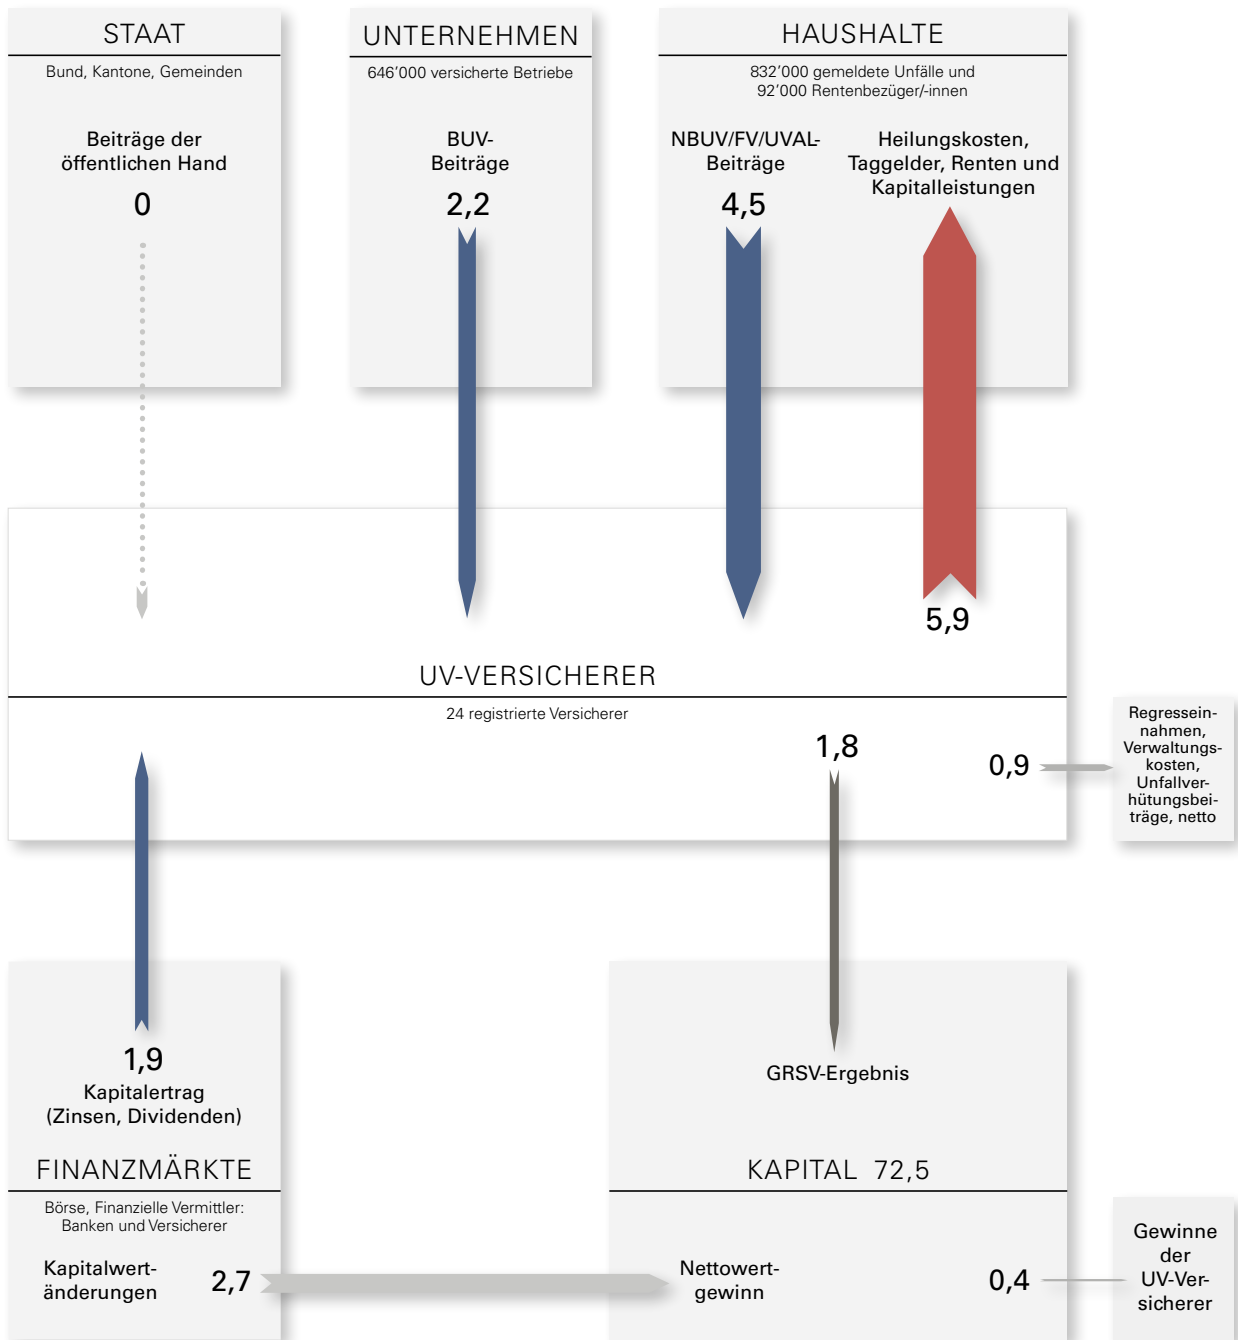 STAAT
Bund, Kantone, Gemeinden
Beiträge der
öffentlichen Hand
0
UNTERNEHMEN
646’000 versicherte Betriebe
BUV-
Beiträge
2,2
HAUSHALTE
832’000 gemeldete Unfälle und
92’000 Rentenbezüger/-innen
NBUV/FV/UVAL-
Beiträge
4,5
Heilungskosten,
Taggelder, Renten und
Kapitalleistungen
5,9
UV-VERSICHERER
24 registrierte Versicherer
1,8
0,9
Regressein-
nahmen,
Verwaltungs-
kosten,
Unfallver-
hütungsbei-
träge, netto
1,9
Kapitalertrag
(Zinsen, Dividenden)
FINANZMÄRKTE
Börse, Finanzielle Vermittler:
Banken und Versicherer
Kapitalwert-
änderungen
2,7
GRSV-Ergebnis
KAPITAL 72,5
Nettowert-
gewinn
0,4
Gewinne
der
UV-Ver-
sicherer